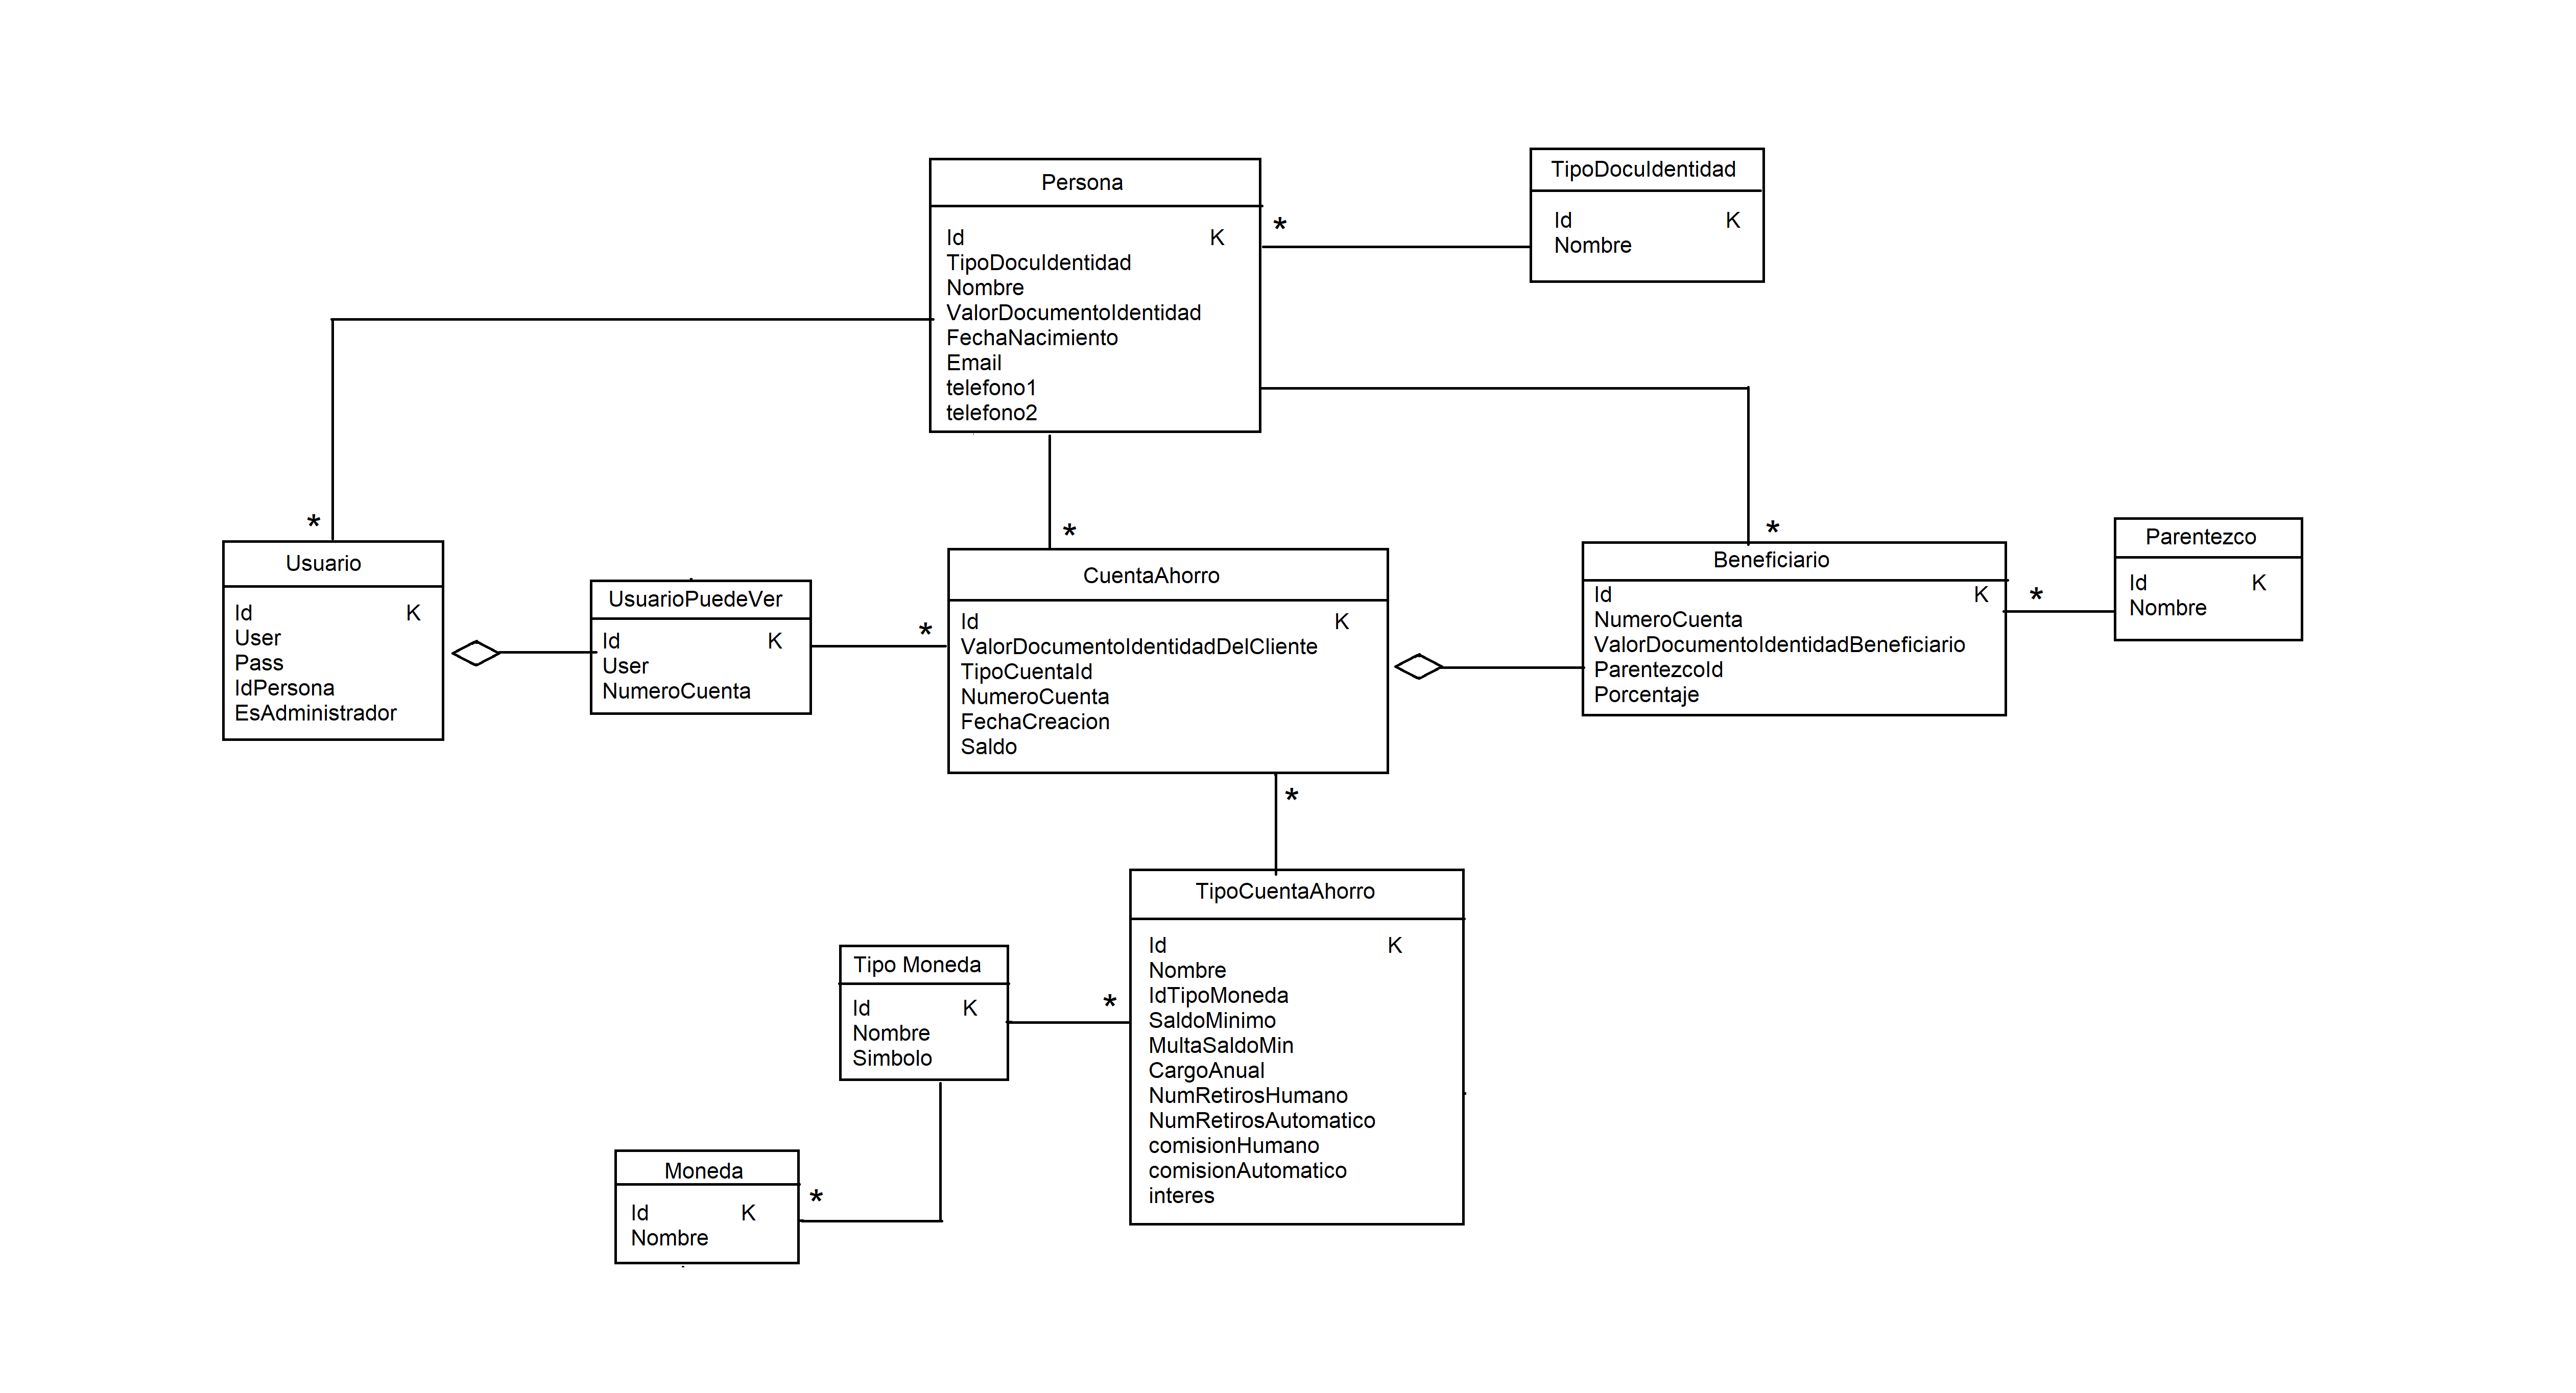 Persona
Id K
TipoDocuIdentidad
Nombre
ValorDocumentoIdentidad
FechaNacimiento
Email
telefono1
telefono2
*
TipoDocuIdentidad
Id K
Nombre
*
Usuario
Id K
User
Pass
IdPersona
EsAdministrador
UsuarioPuedeVer
Id K
User
NumeroCuenta
*
*
CuentaAhorro
Id K
ValorDocumentoIdentidadDelCliente
TipoCuentaId
NumeroCuenta
FechaCreacion
Saldo
*
*
Beneficiario
Id K
NumeroCuenta
ValorDocumentoIdentidadBeneficiario
ParentezcoId
Porcentaje
*
Parentezco
Id K
Nombre
TipoCuentaAhorro
Id K
Nombre
IdTipoMoneda
SaldoMinimo
MultaSaldoMin
CargoAnual
NumRetirosHumano
NumRetirosAutomatico
comisionHumano
comisionAutomatico
interes
Tipo Moneda
Id K
Nombre
Simbolo
*
Moneda
Id K
Nombre
*